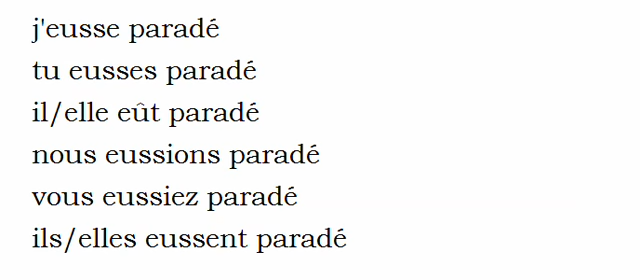 j'eusse paradé
tu eusses paradé
il/elle eût paradé
nous eussions paradé
vous eussiez paradé
ils/elles eussent paradé